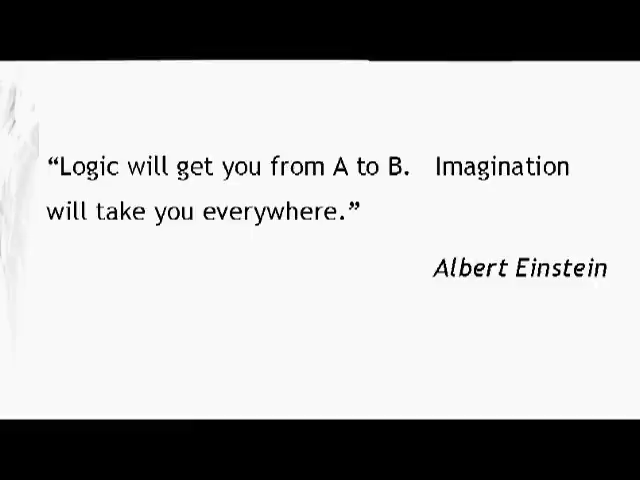 “Logic will get you from A to B. Imagination
will take you everywhere.”
Albert Einstein